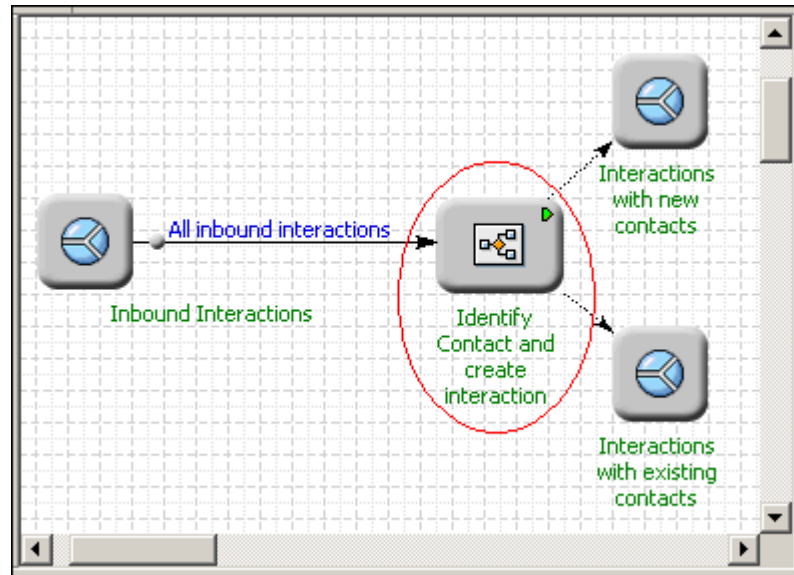 All inbound interactions
Inbound Interactions
Identify
Contact and
create
interaction
Interactions
with new
contacts
Interactions
with existing
contacts